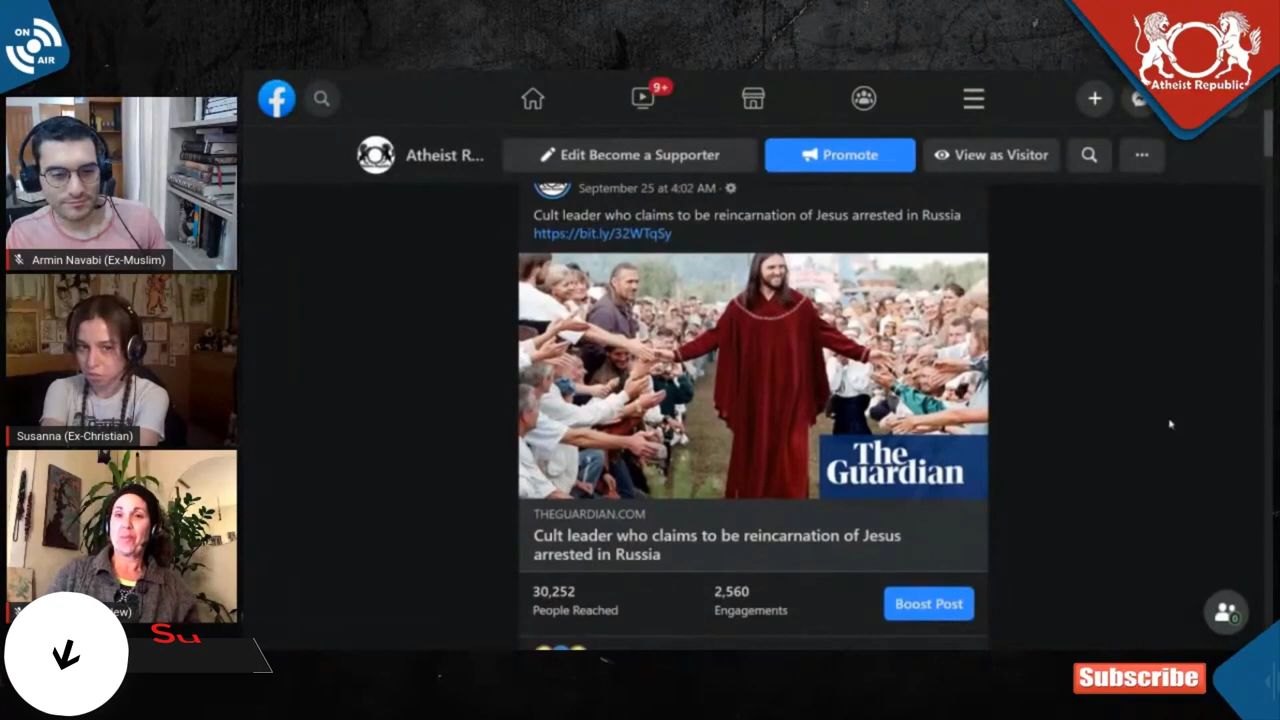 ON
AIR
Atheist Republic
9+
Atheist R...
Edit Become a Supporter
Promote
View as Visitor
...
September 25 at 4:02 AM
Cult leader who claims to be reincarnation of Jesus arrested in Russia
https://bit.ly/32WTqSy
The
Guardian
THEGUARDIAN.COM
Cult leader who claims to be reincarnation of Jesus
arrested in Russia
30,252
People Reached
2,560
Engagements
Boost Post
0
Armin Navabi (Ex-Muslim)
Susanna (Ex-Christian)
Su
Subscribe